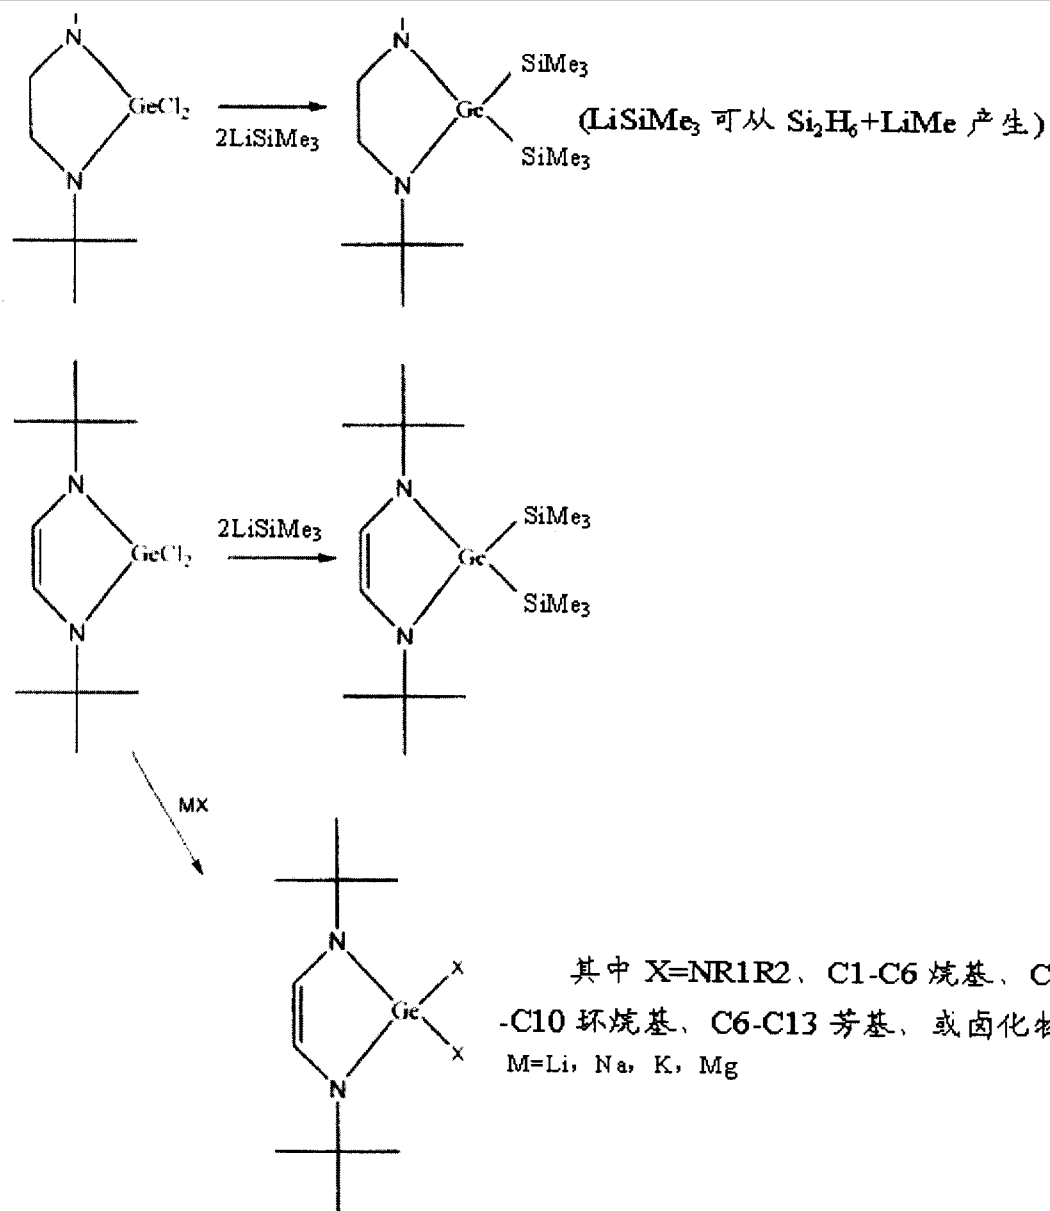 N
N
SiMe3
GeCl2
2LiSiMe3
Ge
(LiSiMe3 可从 Si2H6+LiMe 产生)
SiMe3
N
N
N
N
2LiSiMe3
SiMe3
GeCl2
Ge
SiMe3
N
N
MX
N
X
其中 X=NR1R2、C1-C6 烷基、C
Ge
-C10 环烷基、C6-C13 芳基、或卤化物
X
M=Li, Na, K, Mg
N